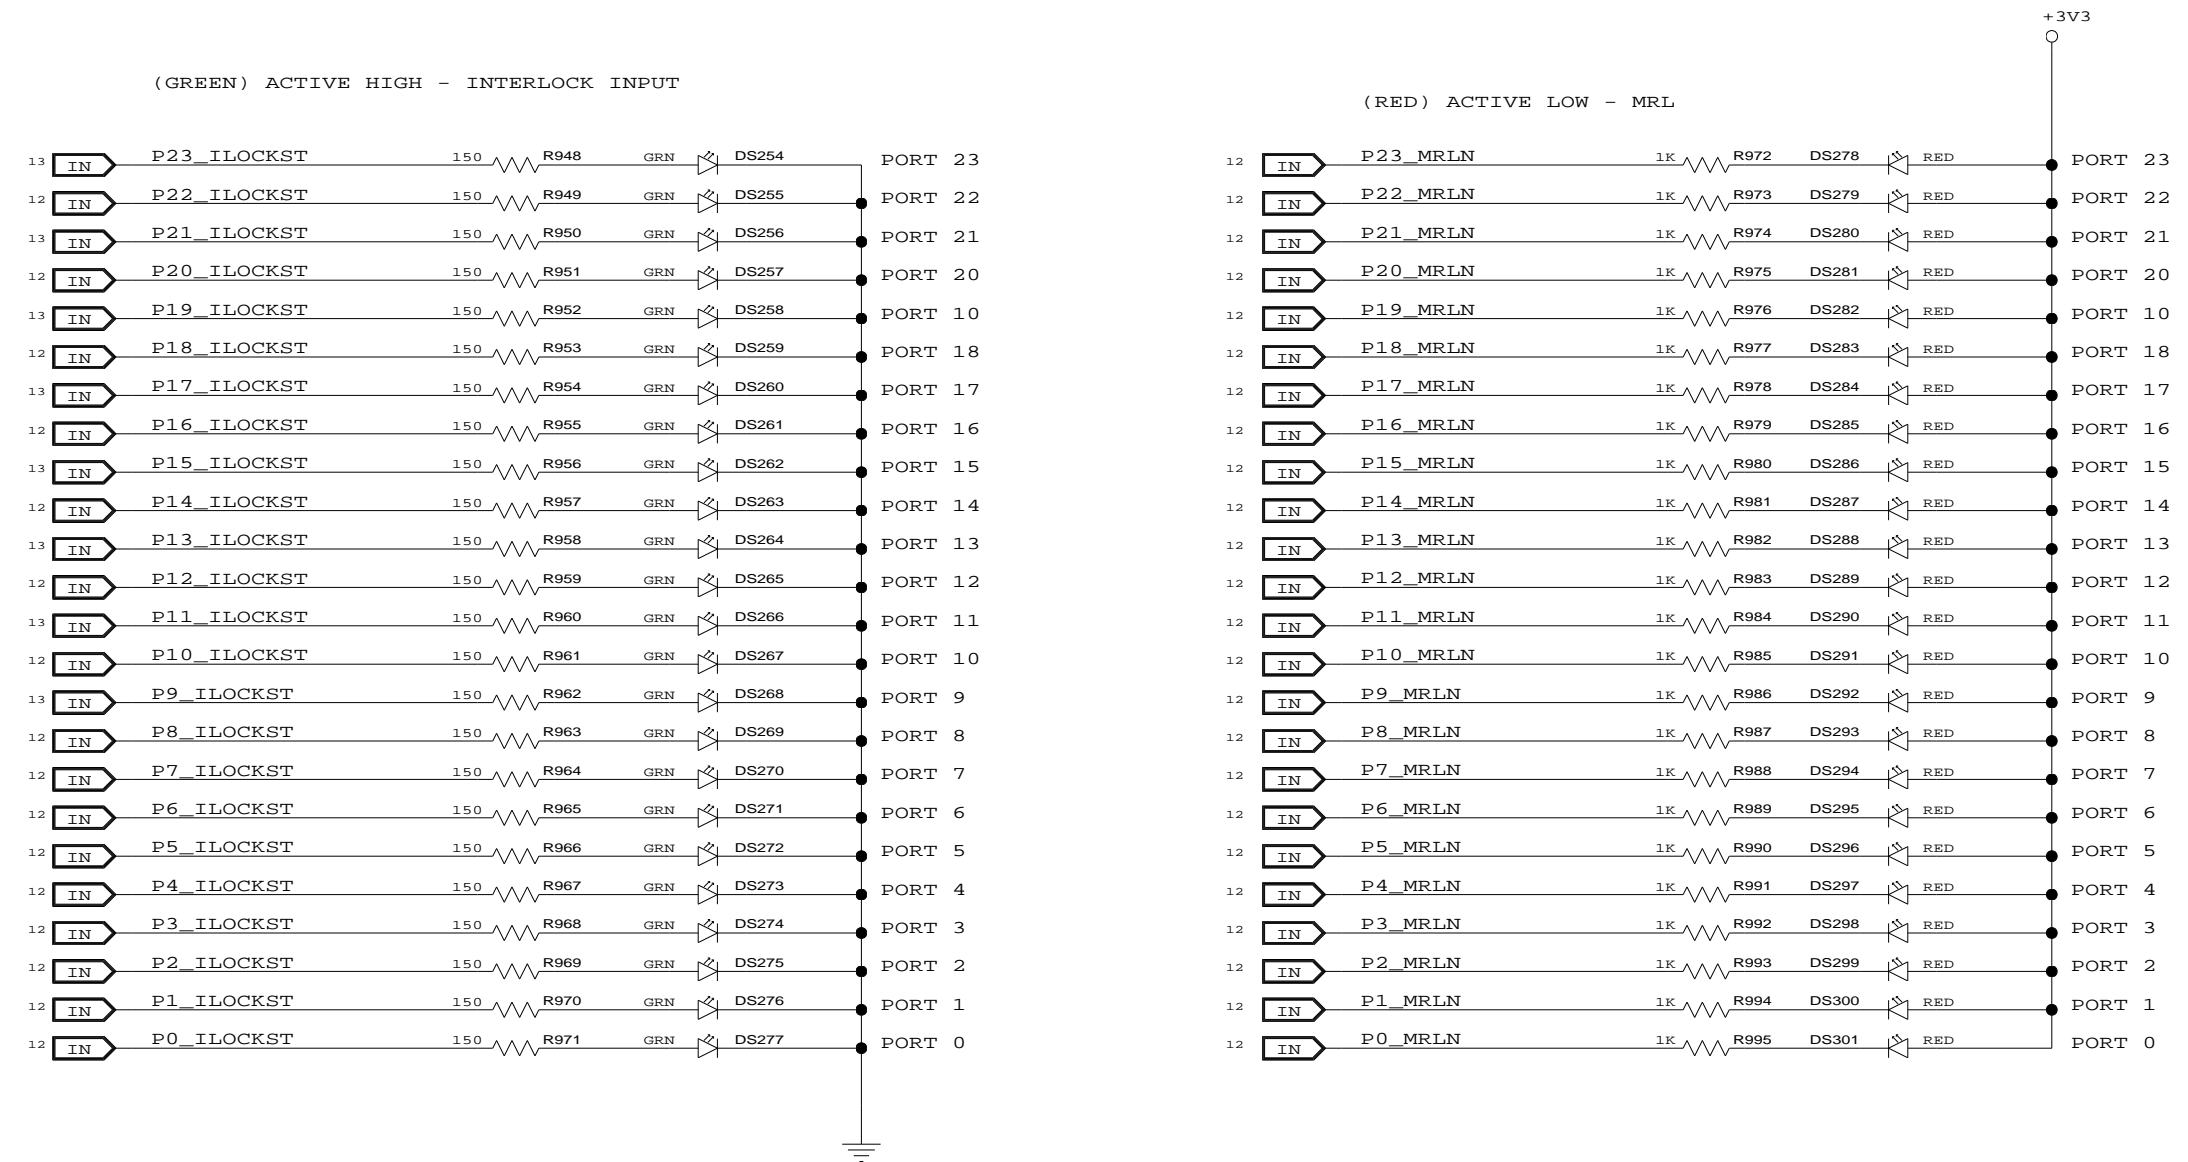 +3V3
(GREEN) ACTIVE HIGH - INTERLOCK INPUT
(RED) ACTIVE LOW - MRL
13 IN P23_ILOCKST 150 R948 GRN DS254 PORT 23
12 IN P22_ILOCKST 150 R949 GRN DS255 PORT 22
13 IN P21_ILOCKST 150 R950 GRN DS256 PORT 21
12 IN P20_ILOCKST 150 R951 GRN DS257 PORT 20
13 IN P19_ILOCKST 150 R952 GRN DS258 PORT 10
12 IN P18_ILOCKST 150 R953 GRN DS259 PORT 18
13 IN P17_ILOCKST 150 R954 GRN DS260 PORT 17
12 IN P16_ILOCKST 150 R955 GRN DS261 PORT 16
13 IN P15_ILOCKST 150 R956 GRN DS262 PORT 15
12 IN P14_ILOCKST 150 R957 GRN DS263 PORT 14
13 IN P13_ILOCKST 150 R958 GRN DS264 PORT 13
12 IN P12_ILOCKST 150 R959 GRN DS265 PORT 12
13 IN P11_ILOCKST 150 R960 GRN DS266 PORT 11
12 IN P10_ILOCKST 150 R961 GRN DS267 PORT 10
13 IN P9_ILOCKST 150 R962 GRN DS268 PORT 9
12 IN P8_ILOCKST 150 R963 GRN DS269 PORT 8
12 IN P7_ILOCKST 150 R964 GRN DS270 PORT 7
12 IN P6_ILOCKST 150 R965 GRN DS271 PORT 6
12 IN P5_ILOCKST 150 R966 GRN DS272 PORT 5
12 IN P4_ILOCKST 150 R967 GRN DS273 PORT 4
12 IN P3_ILOCKST 150 R968 GRN DS274 PORT 3
12 IN P2_ILOCKST 150 R969 GRN DS275 PORT 2
12 IN P1_ILOCKST 150 R970 GRN DS276 PORT 1
12 IN P0_ILOCKST 150 R971 GRN DS277 PORT 0
12 IN P23_MRLN 1K R972 DS278 RED PORT 23
12 IN P22_MRLN 1K R973 DS279 RED PORT 22
12 IN P21_MRLN 1K R974 DS280 RED PORT 21
12 IN P20_MRLN 1K R975 DS281 RED PORT 20
12 IN P19_MRLN 1K R976 DS282 RED PORT 10
12 IN P18_MRLN 1K R977 DS283 RED PORT 18
12 IN P17_MRLN 1K R978 DS284 RED PORT 17
12 IN P16_MRLN 1K R979 DS285 RED PORT 16
12 IN P15_MRLN 1K R980 DS286 RED PORT 15
12 IN P14_MRLN 1K R981 DS287 RED PORT 14
12 IN P13_MRLN 1K R982 DS288 RED PORT 13
12 IN P12_MRLN 1K R983 DS289 RED PORT 12
12 IN P11_MRLN 1K R984 DS290 RED PORT 11
12 IN P10_MRLN 1K R985 DS291 RED PORT 10
12 IN P9_MRLN 1K R986 DS292 RED PORT 9
12 IN P8_MRLN 1K R987 DS293 RED PORT 8
12 IN P7_MRLN 1K R988 DS294 RED PORT 7
12 IN P6_MRLN 1K R989 DS295 RED PORT 6
12 IN P5_MRLN 1K R990 DS296 RED PORT 5
12 IN P4_MRLN 1K R991 DS297 RED PORT 4
12 IN P3_MRLN 1K R992 DS298 RED PORT 3
12 IN P2_MRLN 1K R993 DS299 RED PORT 2
12 IN P1_MRLN 1K R994 DS300 RED PORT 1
12 IN P0_MRLN 1K R995 DS301 RED PORT 0